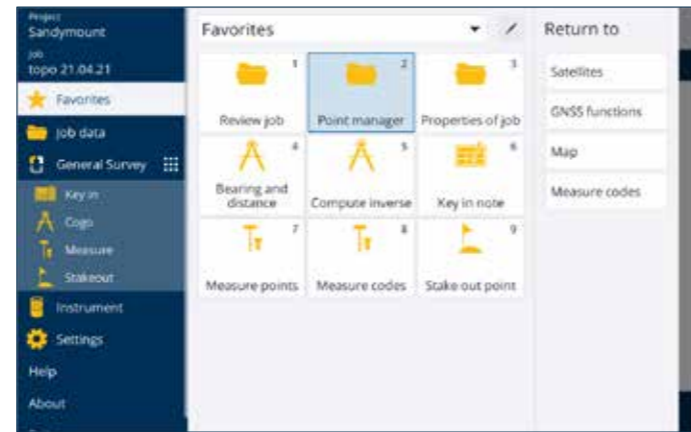 Project
Sandymount
Job
topo 21.04.21
Favorites
Job data
General Survey
Key in
Cogo
Measure
Stakeout
Instrument
Settings
Help
About
Favorites
1
Review job
2
Point manager
3
Properties of job
4
Bearing and
distance
5
Compute inverse
6
Key in note
7
Measure points
8
Measure codes
9
Stake out point
Return to
Satellites
GNSS functions
Map
Measure codes